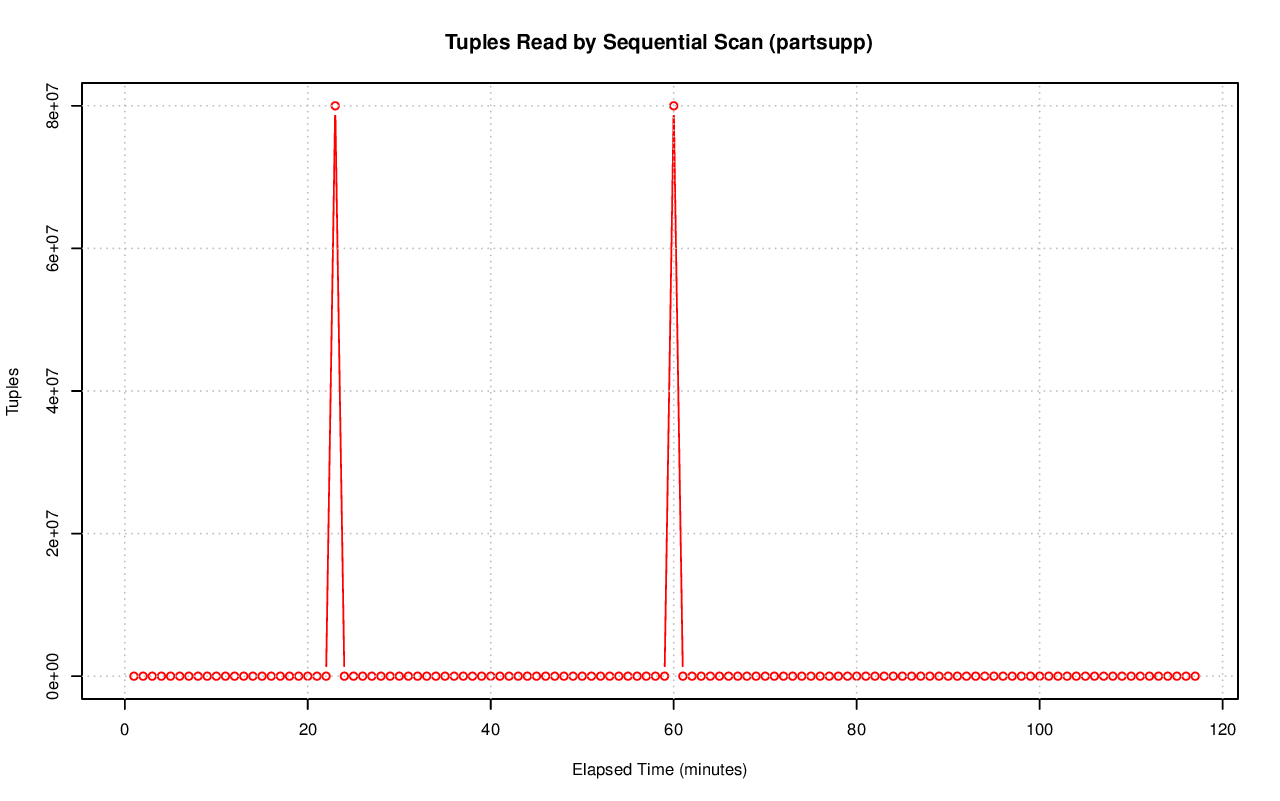 Tuples Read by Sequential Scan (partsupp)
Tuples
8e+07
6e+07
4e+07
2e+07
0e+00
0 20 40 60 80 100 120
Elapsed Time (minutes)